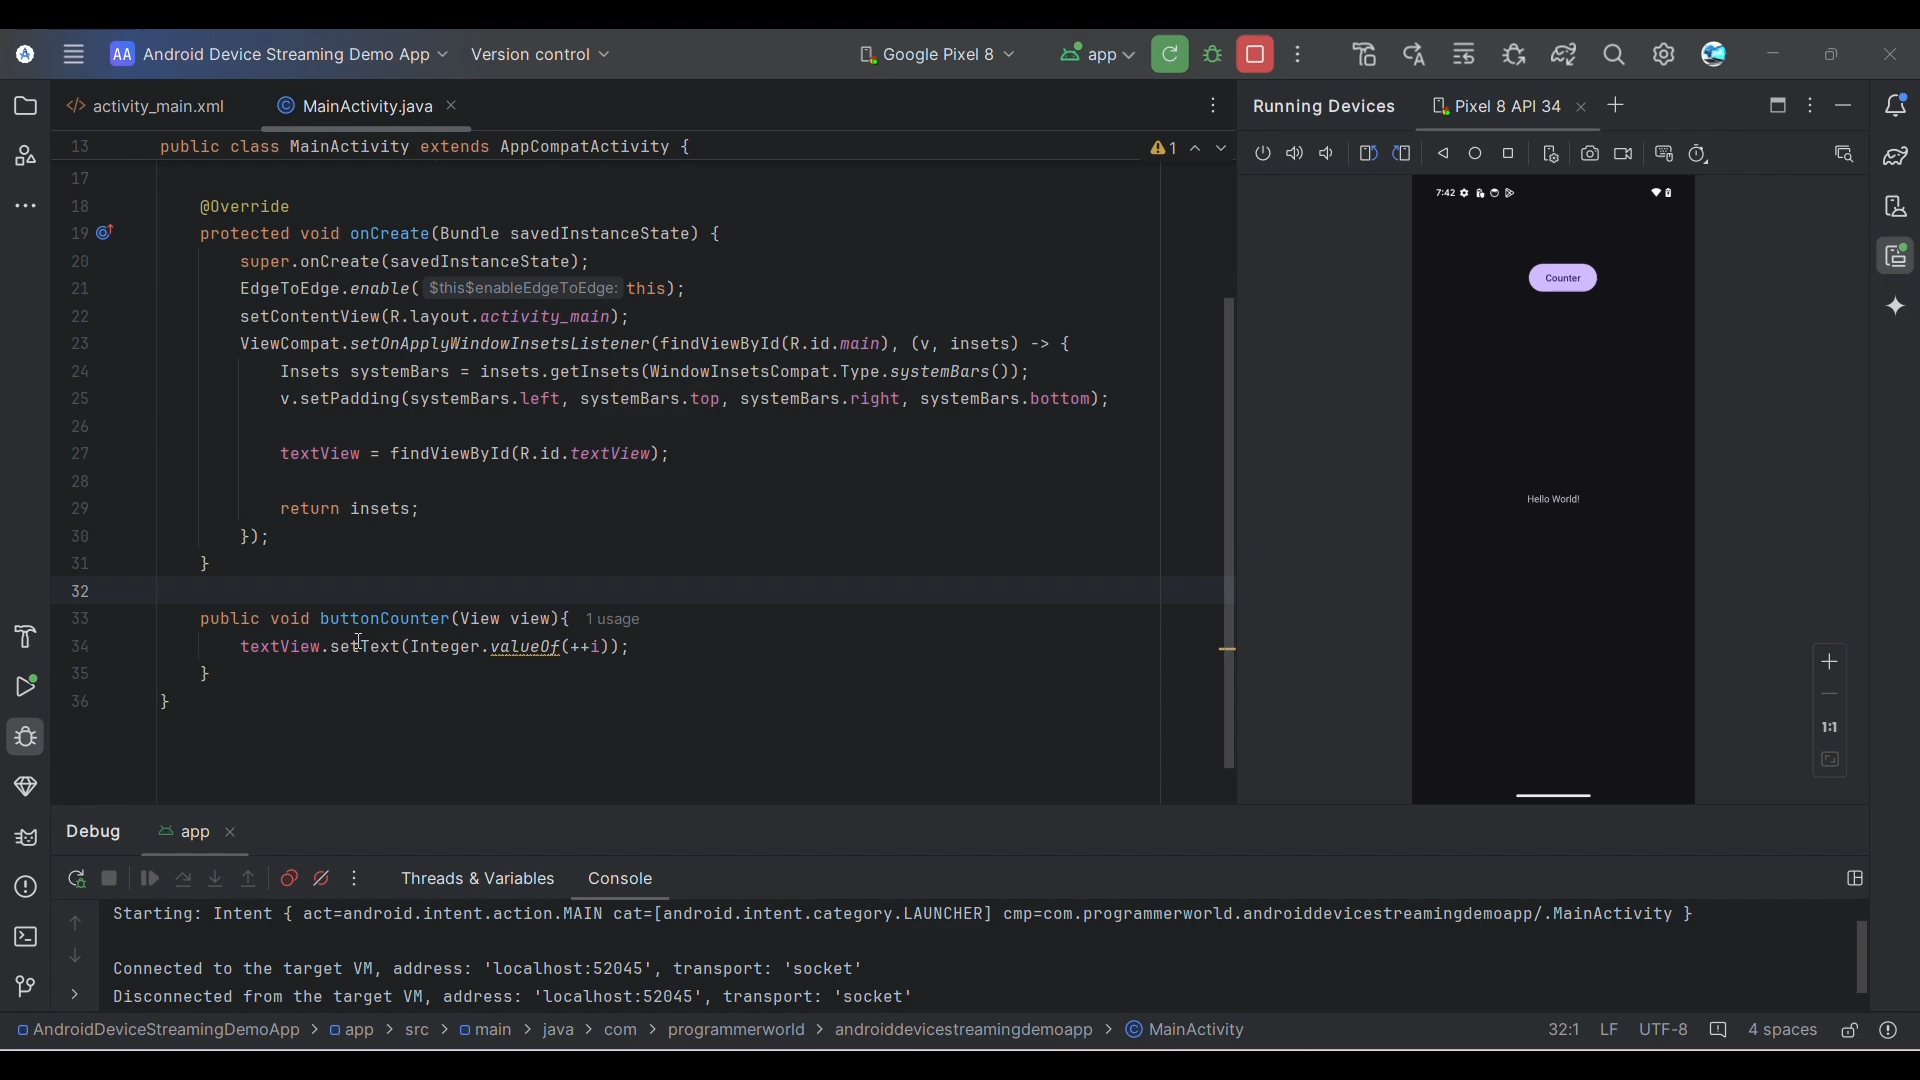 AA Android Device Streaming Demo App Version control Google Pixel 8 app
activity_main.xml MainActivity.java Running Devices Pixel 8 API 34
13 public class MainActivity extends AppCompatActivity { 1
17
18 @Override
19 protected void onCreate(Bundle savedInstanceState) {
20 super.onCreate(savedInstanceState);
21 EdgeToEdge.enable( $this$enableEdgeToEdge: this);
22 setContentView(R.layout.activity_main);
23 ViewCompat.setOnApplyWindowInsetsListener(findViewById(R.id.main), (v, insets) -> {
24 Insets systemBars = insets.getInsets(WindowInsetsCompat.Type.systemBars());
25 v.setPadding(systemBars.left, systemBars.top, systemBars.right, systemBars.bottom);
26
27 textView = findViewById(R.id.textView);
28
29 return insets;
30 });
31 }
32
33 public void buttonCounter(View view){ 1 usage
34 textView.setText(Integer.valueOf(++i));
35 }
36 }
7:42
Counter
Hello World!
1:1
Debug app
Threads & Variables Console
Starting: Intent { act=android.intent.action.MAIN cat=[android.intent.category.LAUNCHER] cmp=com.programmerworld.androiddevicestreamingdemoapp/.MainActivity }
Connected to the target VM, address: 'localhost:52045', transport: 'socket'
Disconnected from the target VM, address: 'localhost:52045', transport: 'socket'
AndroidDeviceStreamingDemoApp > app > src > main > java > com > programmerworld > androiddevicestreamingdemoapp > MainActivity 32:1 LF UTF-8 4 spaces